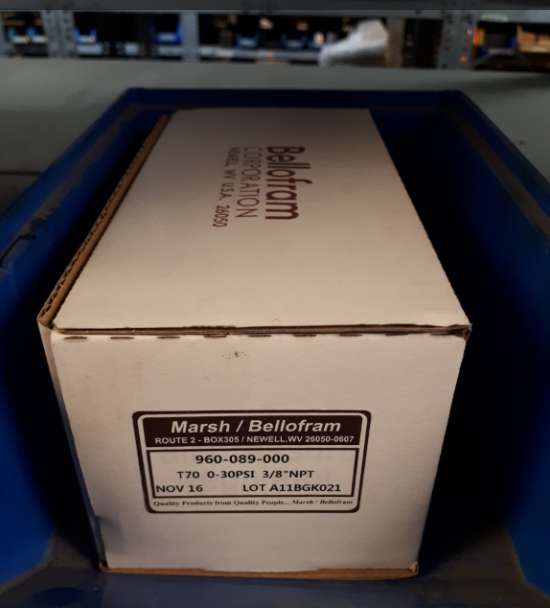 Bellofram
CORPORATION
NEWELL, WV U.S.A. 26050
Marsh / Bellofram
ROUTE 2 - BOX305 / NEWELL,WV 26050-0607
960-089-000
T70 0-30PSI 3/8"NPT
NOV 16 LOT A11BGK021
Quality Products from Quality People... Marsh / Bellofram